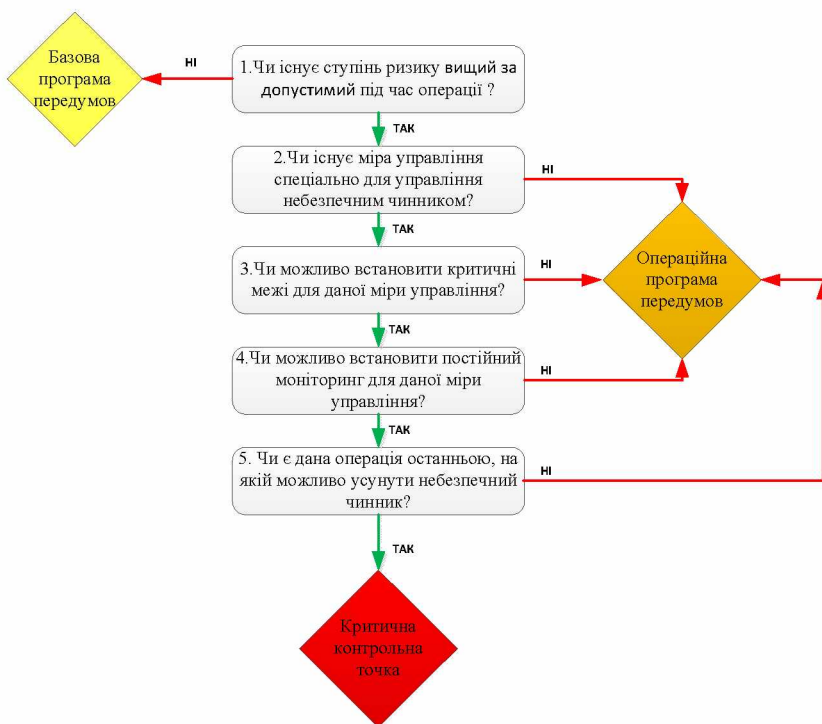 Базова
програма
передумов
НІ
1.Чи існує ступінь ризику вищий за
допустимий під час операції ?
ТАК
2.Чи існує міра управління
спеціально для управління
небезпечним чинником?
НІ
ТАК
3.Чи можливо встановити критичні
межі для даної міри управління?
НІ
Операційна
програма
передумов
ТАК
4.Чи можливо встановити постійний
моніторинг для даної міри
управління?
НІ
ТАК
5. Чи є дана операція останньою, на
якій можливо усунути небезпечний
чинник?
НІ
ТАК
Критична
контрольна
точка